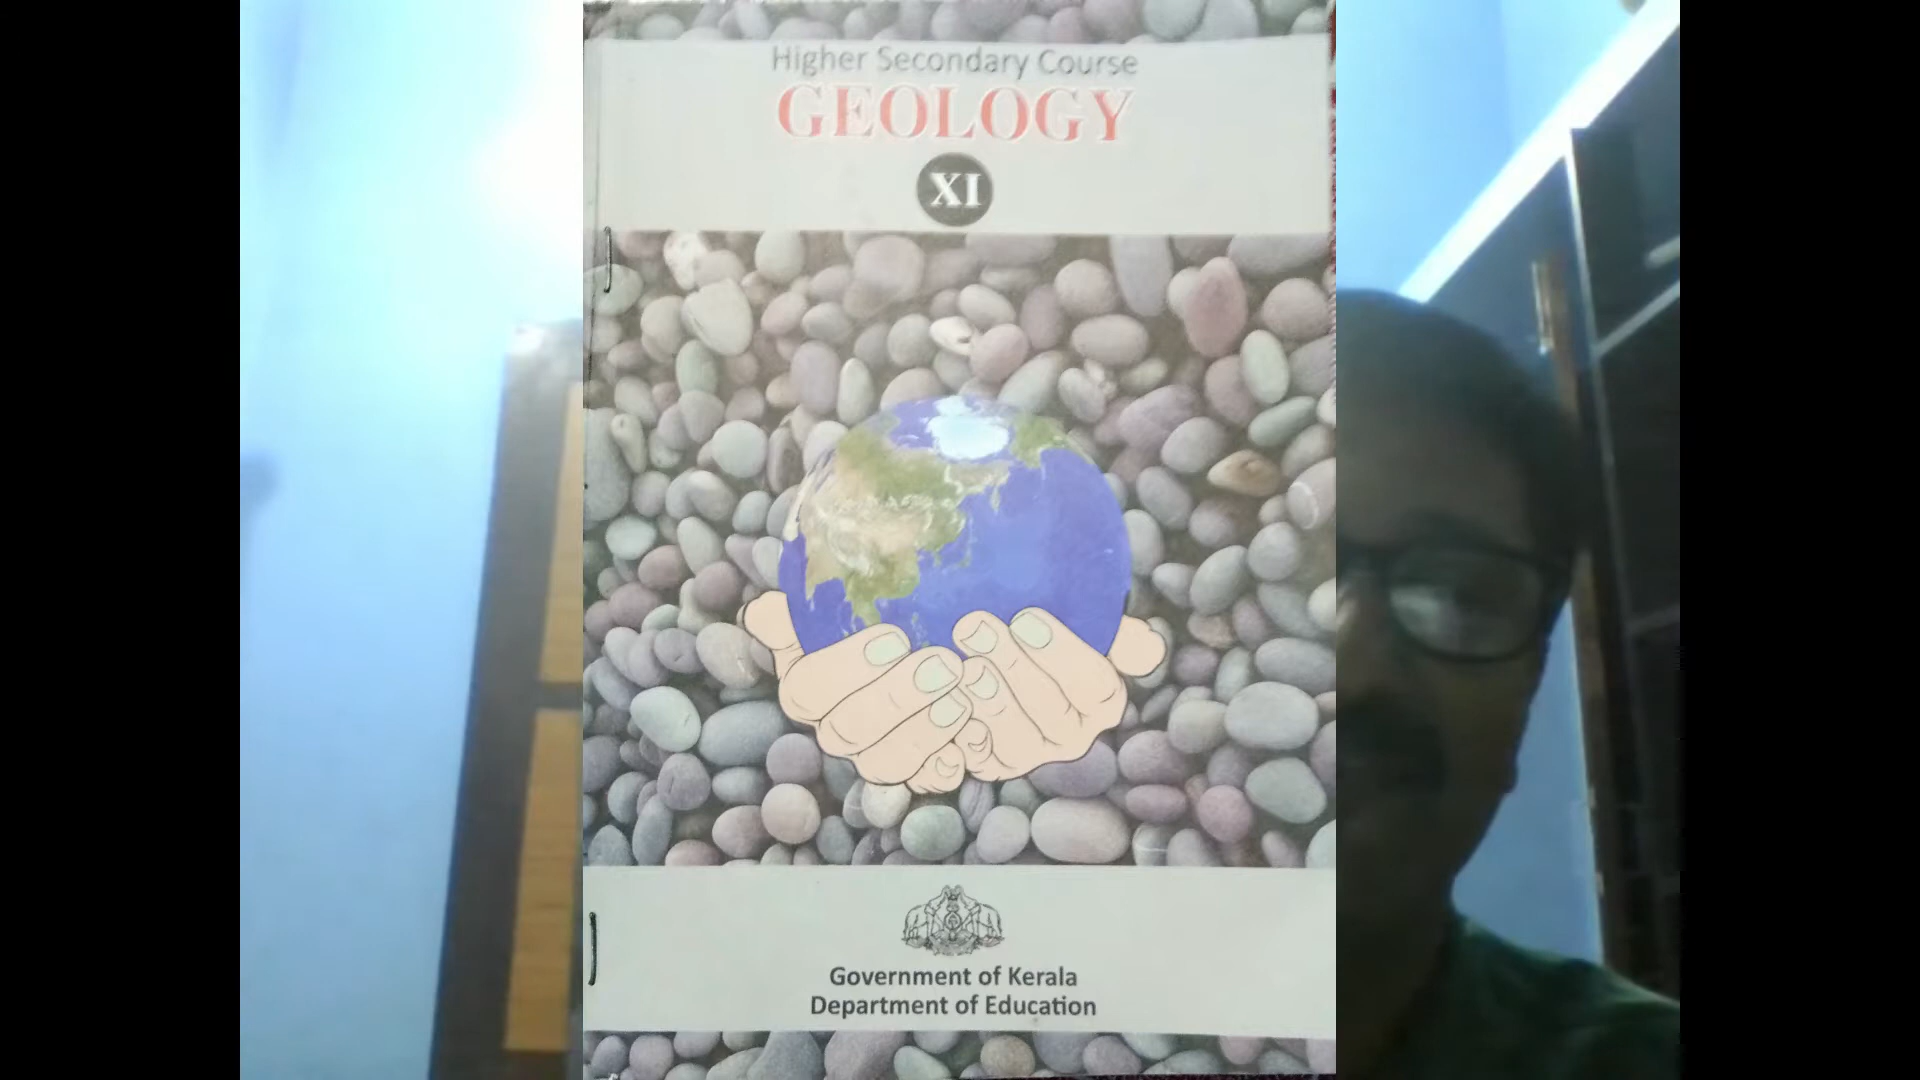 Higher Secondary Course
GEOLOGY
XI
Government of Kerala
Department of Education